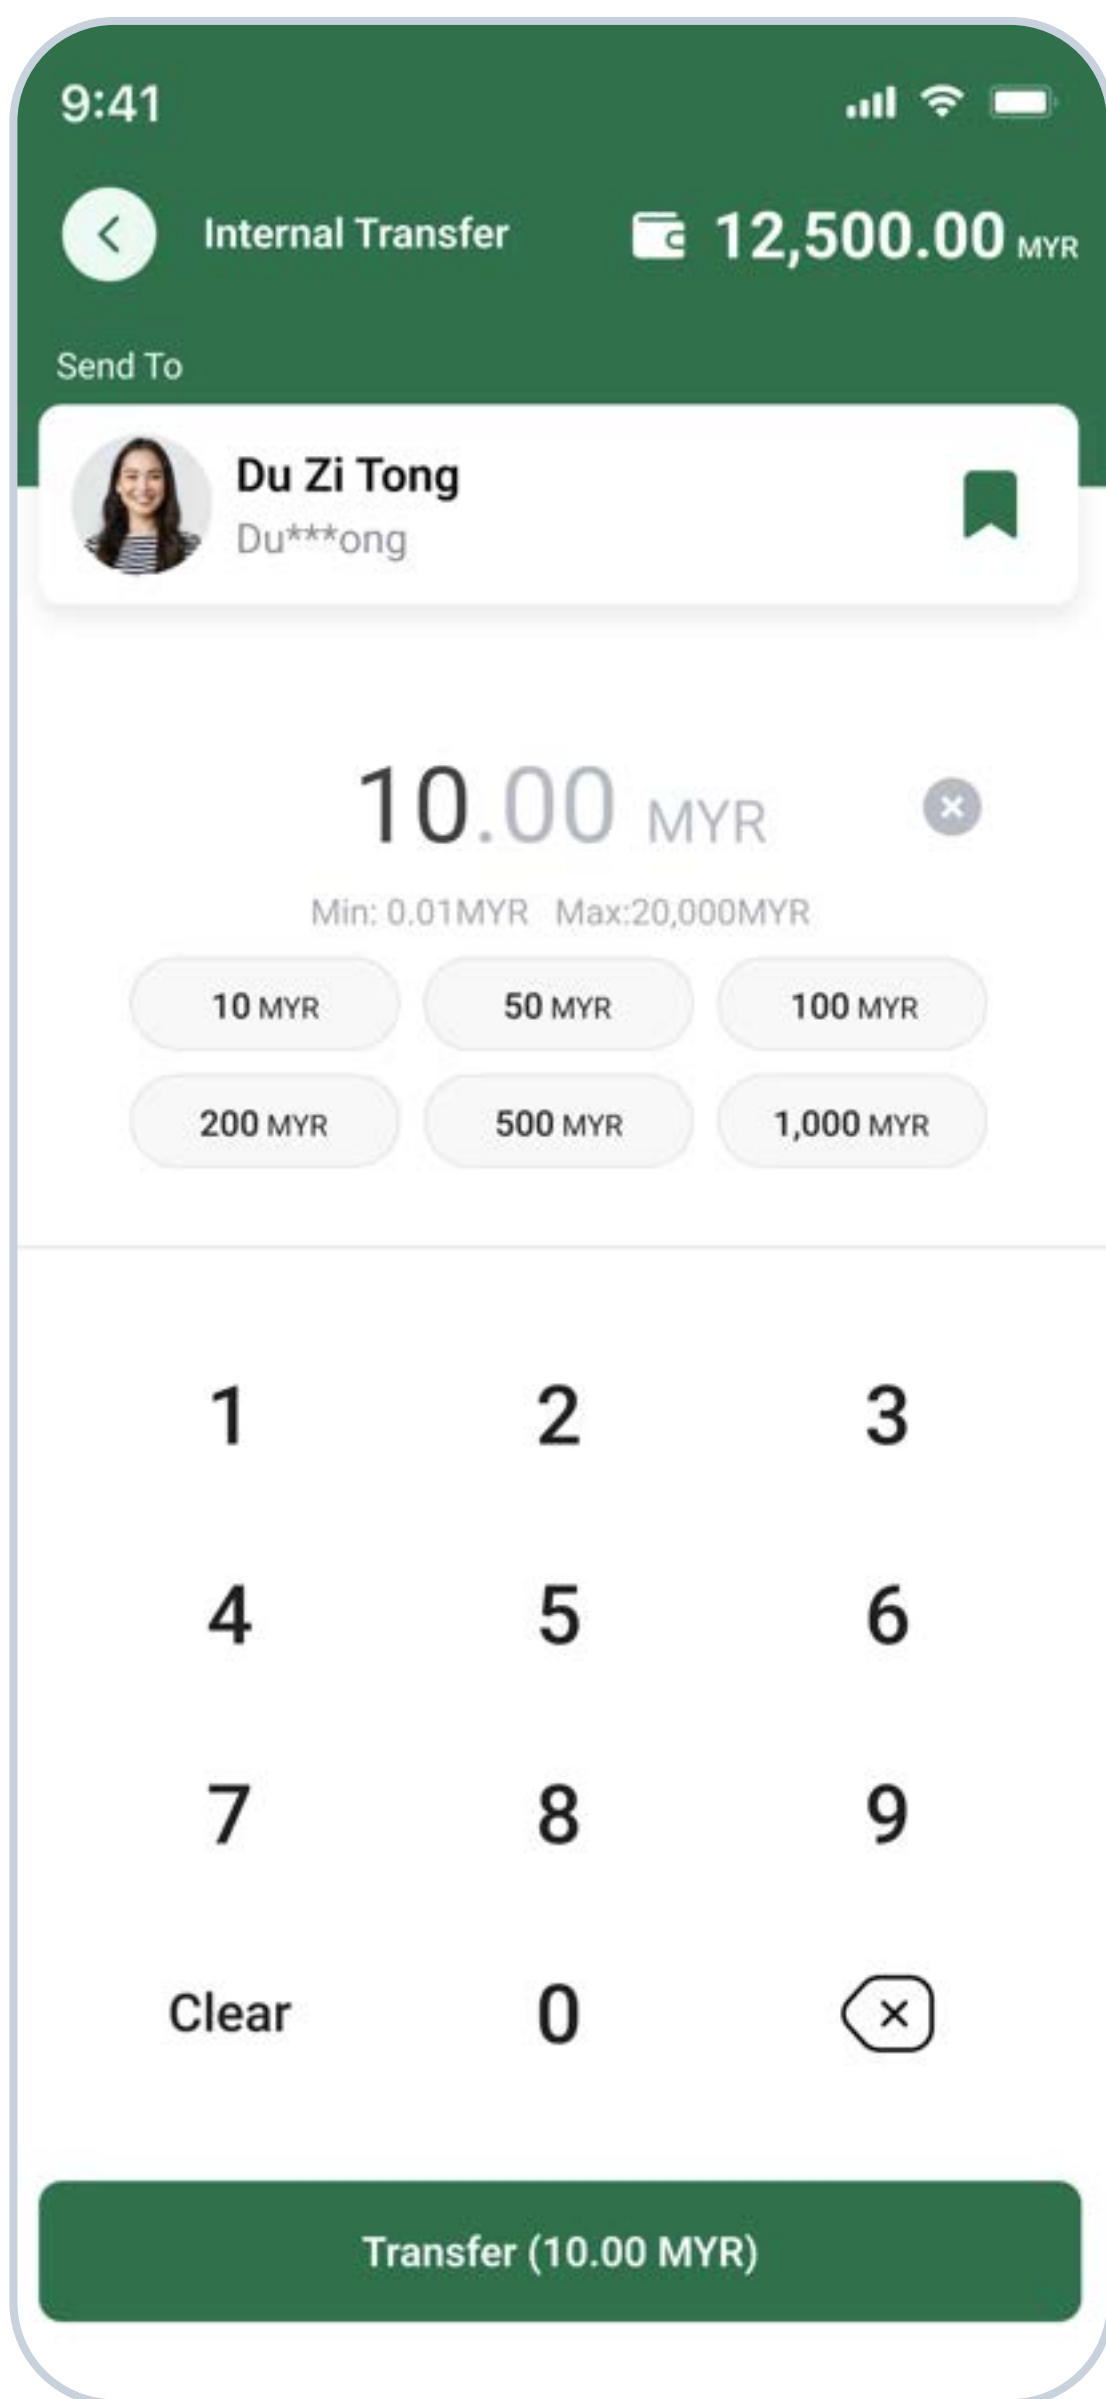 9:41
Internal Transfer 12,500.00 MYR
Send To
Du Zi Tong
Du***ong
10.00 MYR
Min: 0.01MYR Max:20,000MYR
10 MYR 50 MYR 100 MYR
200 MYR 500 MYR 1,000 MYR
1 2 3
4 5 6
7 8 9
Clear 0
Transfer (10.00 MYR)